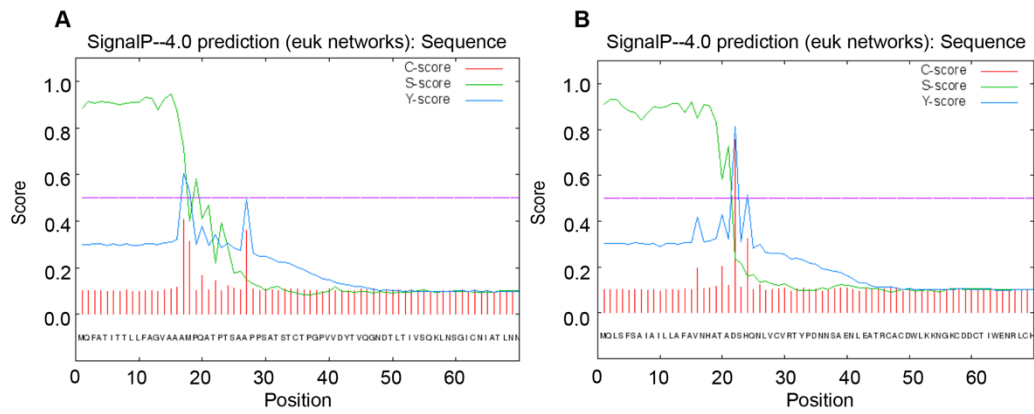 A
SignalP--4.0 prediction (euk networks): Sequence
C-score
S-score
Y-score
1.0
0.8
0.6
0.4
0.2
0.0
Score
MQFATITTLLFAGVAAAMPQATPTSAAPPPSATSTCTPGPVVDYTVQGNDTLTIVSQKLNSGICNIATLNN
0 10 20 30 40 50 60
Position
B
SignalP--4.0 prediction (euk networks): Sequence
C-score
S-score
Y-score
1.0
0.8
0.6
0.4
0.2
0.0
Score
MQLSFSAIAILLAFAVNHATADSHQNLVCVRTYPDNNSAENLEATRCACDWLKKNGKCDDCTIWENRLCH
0 10 20 30 40 50 60
Position